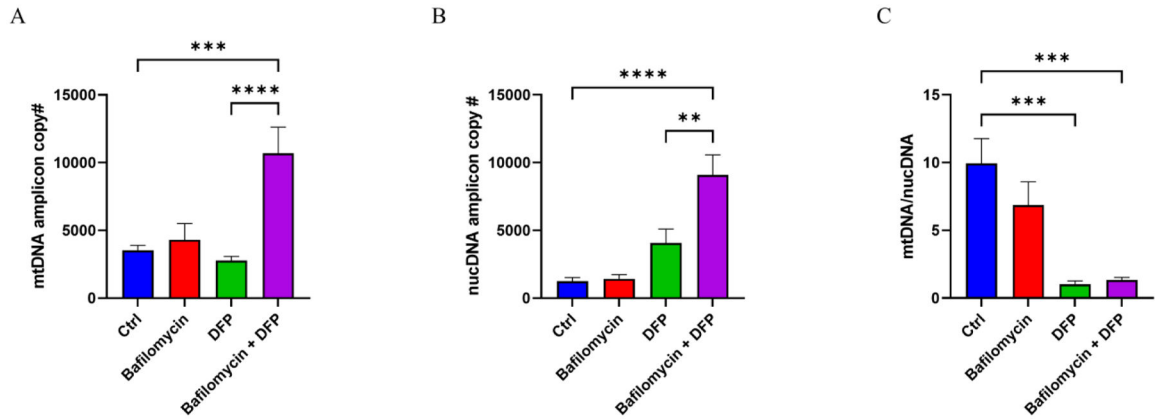 A
mtDNA amplicon copy#
15000
10000
5000
0
***
****
Ctrl
Bafilomycin
DFP
Bafilomycin + DFP
B
nucDNA amplicon copy #
15000
10000
5000
0
****
**
Ctrl
Bafilomycin
DFP
Bafilomycin + DFP
C
mtDNA/nucDNA
15
10
5
0
***
***
Ctrl
Bafilomycin
DFP
Bafilomycin + DFP